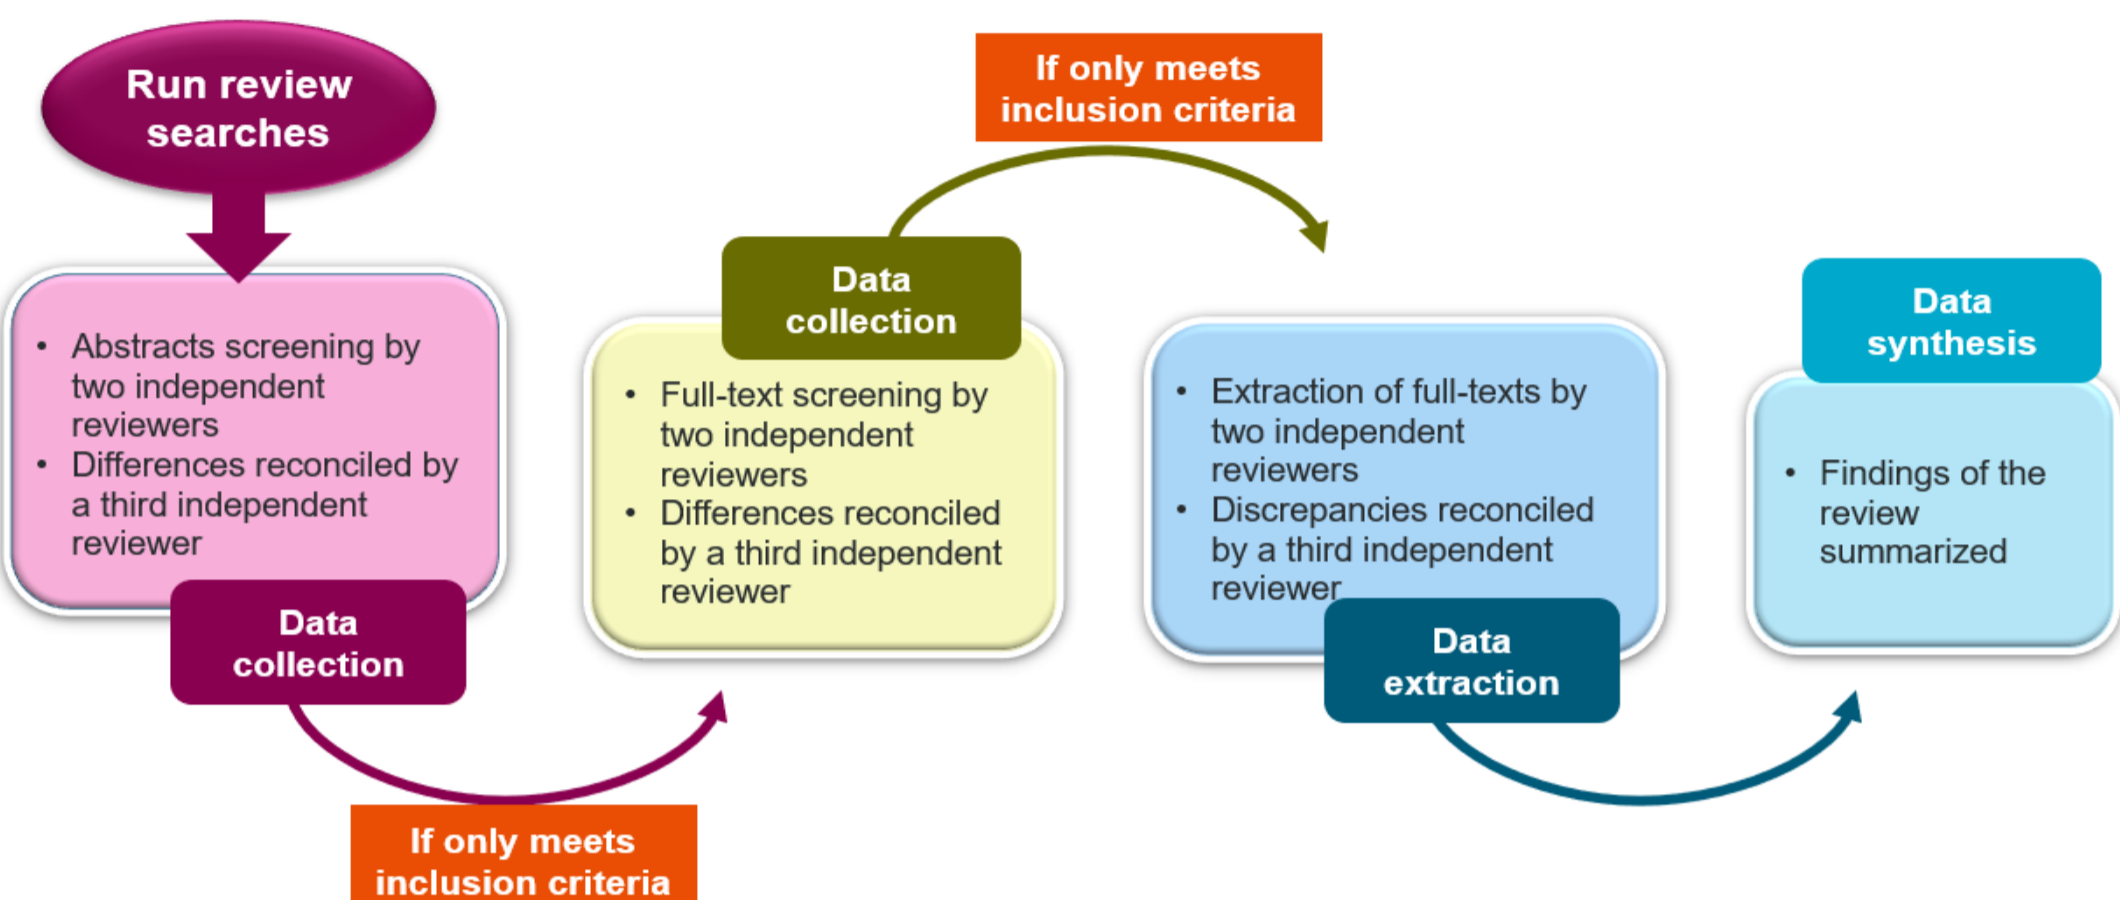 Run review
searches
• Abstracts screening by
two independent
reviewers
• Differences reconciled by
a third independent
reviewer
Data
collection
If only meets
inclusion criteria
Data
collection
• Full-text screening by
two independent
reviewers
• Differences reconciled
by a third independent
reviewer
If only meets
inclusion criteria
• Extraction of full-texts by
two independent
reviewers
• Discrepancies reconciled
by a third independent
reviewer
Data
extraction
Data
synthesis
• Findings of the
review
summarized